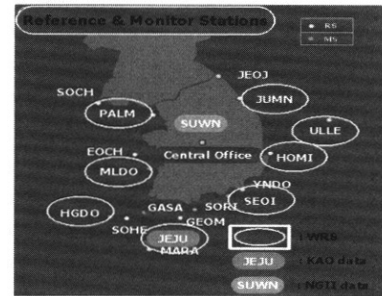 Reference & Monitor Stations
RS
MS
JEOJ
SOCH
JUMN
PALM
SUWN
ULLE
EOCH
Central Office
HOMI
MLDO
YNDO
SEOI
HGDO
GASA
SORI
SOHE
GEOM
JEJU
MARA
: WRS
JEJU : KAO data
SUWN : NGII data